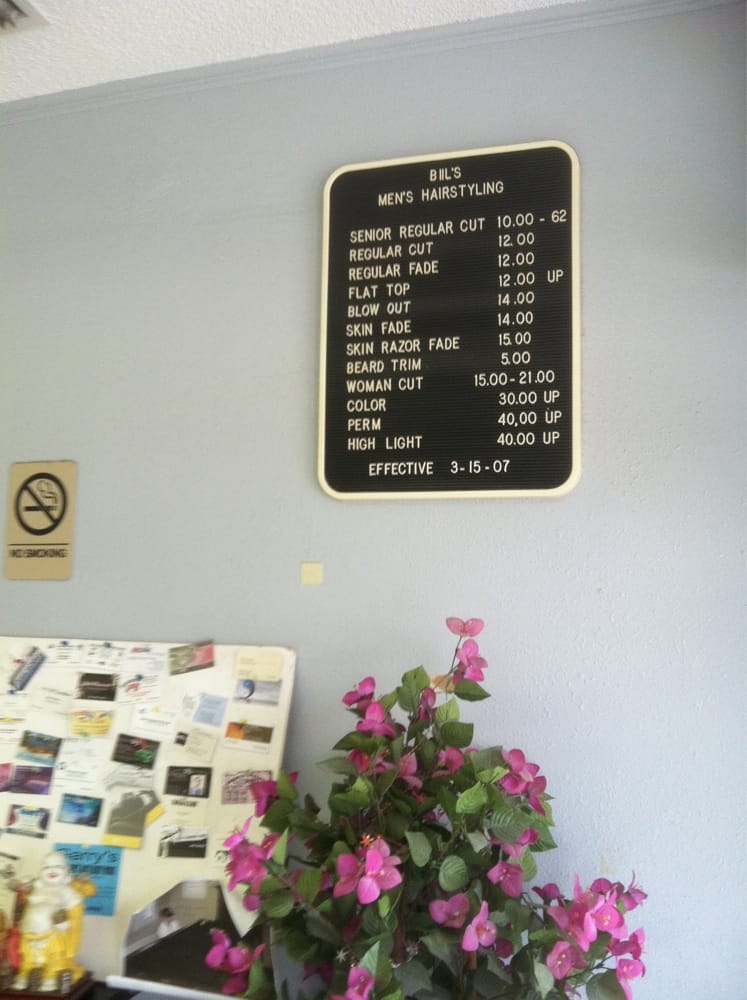 BIIL'S
MEN'S HAIRSTYLING
SENIOR REGULAR CUT 10.00 - 62
REGULAR CUT 12.00
REGULAR FADE 12.00
FLAT TOP 12.00 UP
BLOW OUT 14.00
SKIN FADE 14.00
SKIN RAZOR FADE 15.00
BEARD TRIM 5.00
WOMAN CUT 15.00-21.00
COLOR 30.00 UP
PERM 40,00 UP
HIGH LIGHT 40.00 UP
EFFECTIVE 3-15-07
NO SMOKING